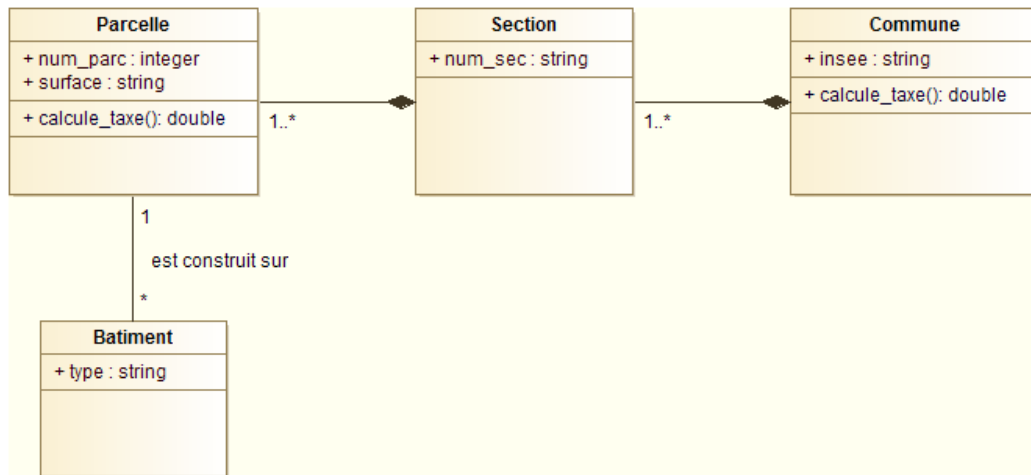 Parcelle
+ num_parc : integer
+ surface : string
+ calcule_taxe(): double
1..*
Section
+ num_sec : string
1..*
Commune
+ insee : string
+ calcule_taxe(): double
1
est construit sur
*
Batiment
+ type : string